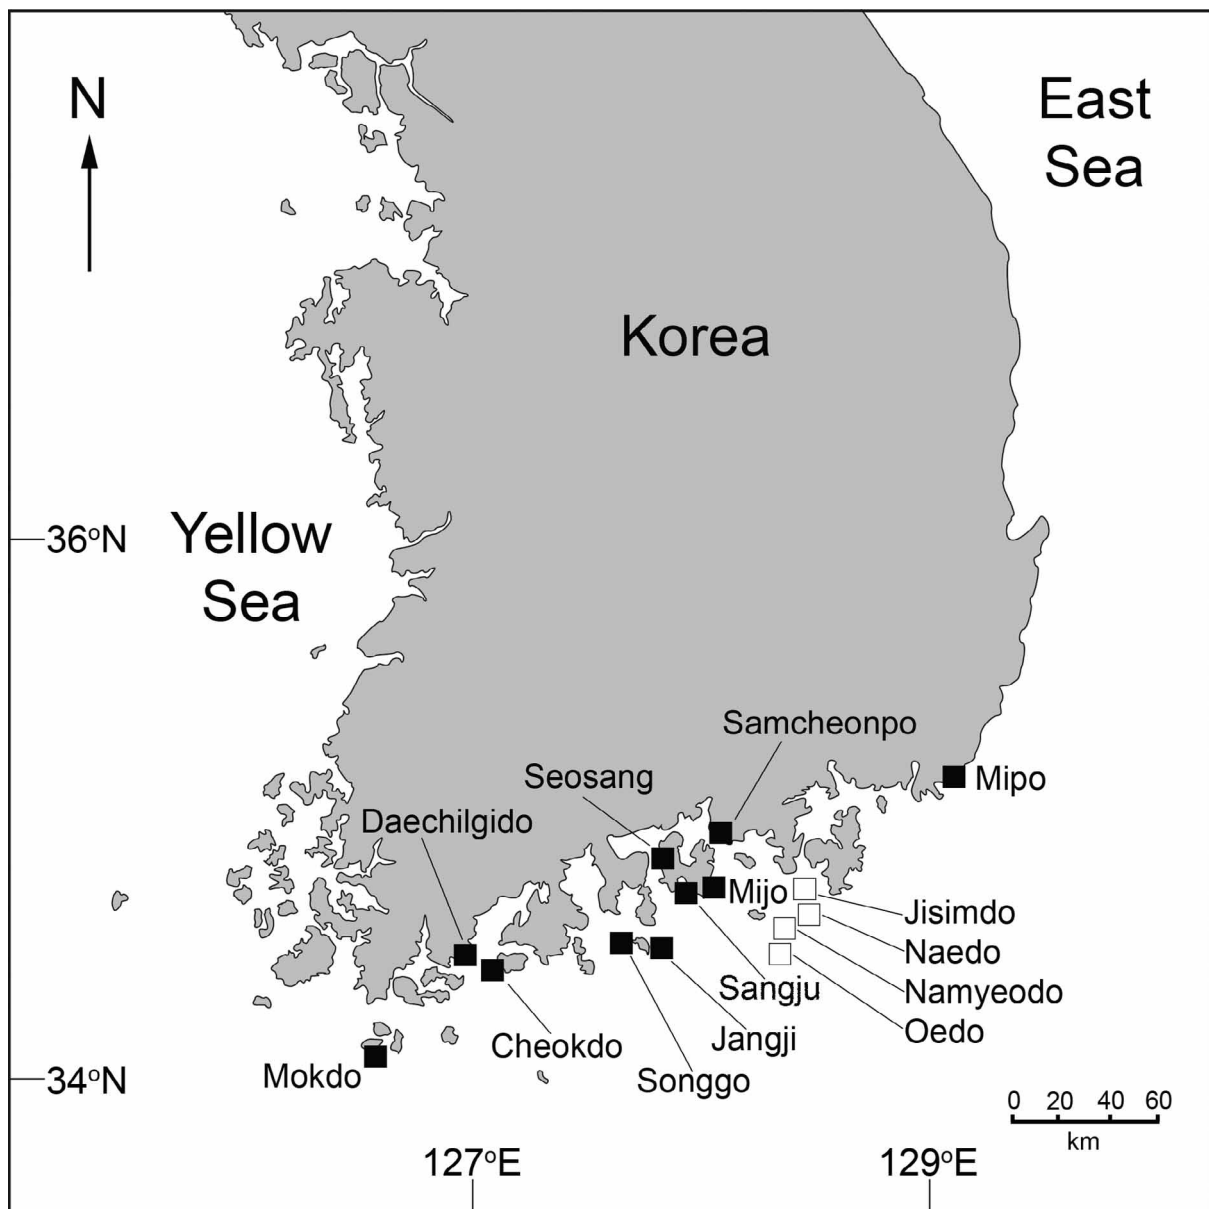 N
East
Sea
Korea
36°N
Yellow
Sea
Samcheonpo
Seosang
Mipo
Daechilgido
Mijo
Jisimdo
Naedo
Sangju
Namyeodo
Oedo
Jangji
Cheokdo
Songgo
Mokdo
34°N
0 20 40 60
km
127°E
129°E